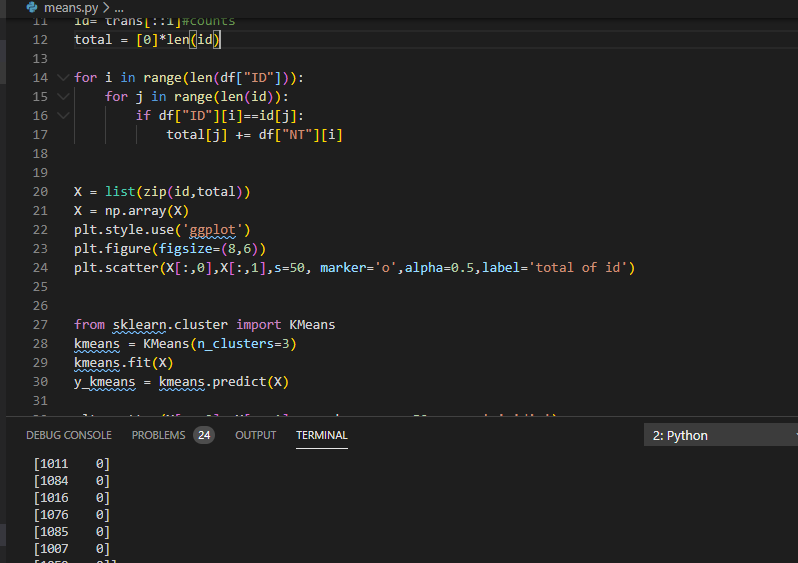 means.py > ...
11 id= trans[::1]#counts
12 total = [0]*len(id)
13
14 for i in range(len(df["ID"])):
15 for j in range(len(id)):
16 if df["ID"][i]==id[j]:
17 total[j] += df["NT"][i]
18
19
20 X = list(zip(id,total))
21 X = np.array(X)
22 plt.style.use('ggplot')
23 plt.figure(figsize=(8,6))
24 plt.scatter(X[:,0],X[:,1],s=50, marker='o',alpha=0.5,label='total of id')
25
26
27 from sklearn.cluster import KMeans
28 kmeans = KMeans(n_clusters=3)
29 kmeans.fit(X)
30 y_kmeans = kmeans.predict(X)
31
DEBUG CONSOLE PROBLEMS 24 OUTPUT TERMINAL 2: Python
[1011 0]
[1084 0]
[1016 0]
[1076 0]
[1085 0]
[1007 0]